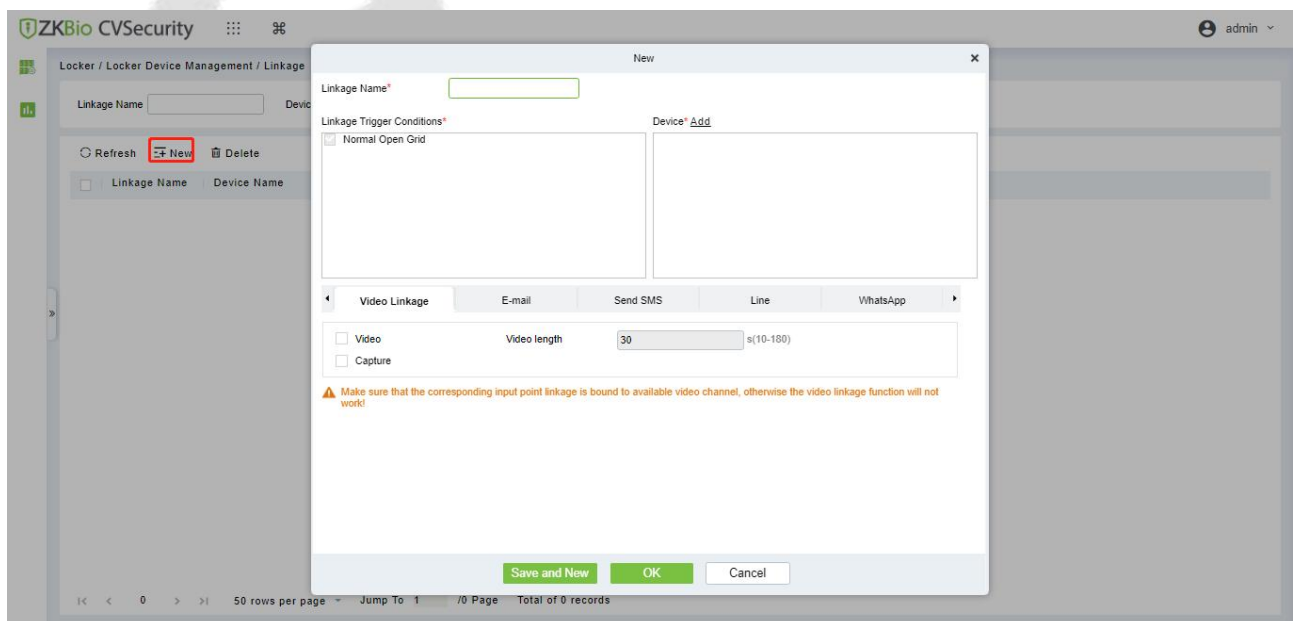 ZKBio CVSecurity
admin
Locker / Locker Device Management / Linkage
Linkage Name
Devic
Refresh
New
Delete
Linkage Name
Device Name
New
Linkage Name*
Linkage Trigger Conditions*
Device* Add
Normal Open Grid
Video Linkage
E-mail
Send SMS
Line
WhatsApp
Video
Video length
30
s(10-180)
Capture
Make sure that the corresponding input point linkage is bound to available video channel, otherwise the video linkage function will not
work!
Save and New
OK
Cancel
0
50 rows per page
Jump To 1 /0 Page
Total of 0 records